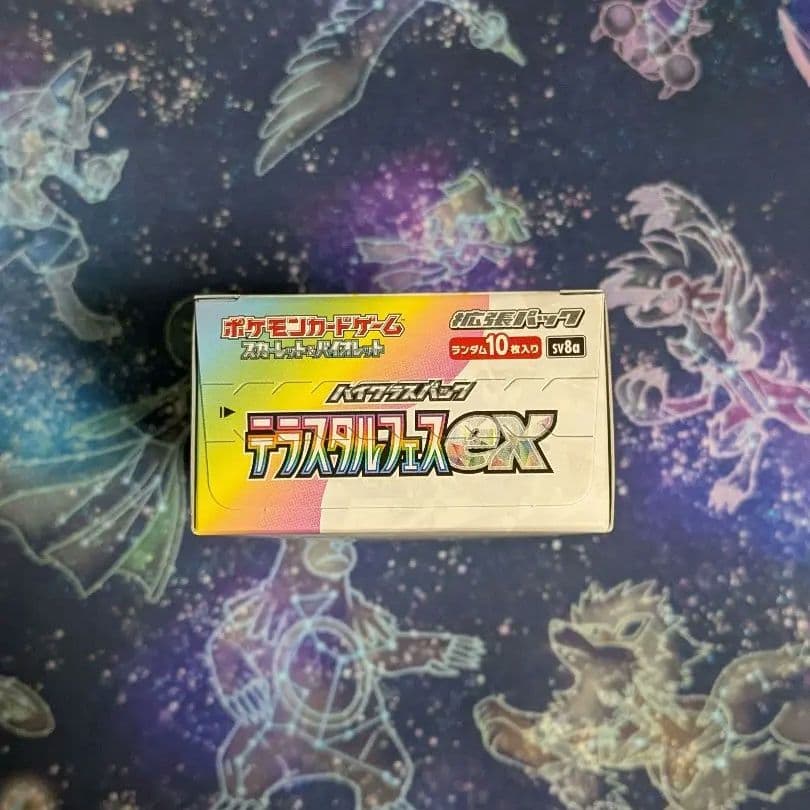 ポケモンカードゲーム
スカーレット&バイオレット
拡張パック
ランダム10枚入り sv8a
ハイクラスパック
テラスタルフェスex